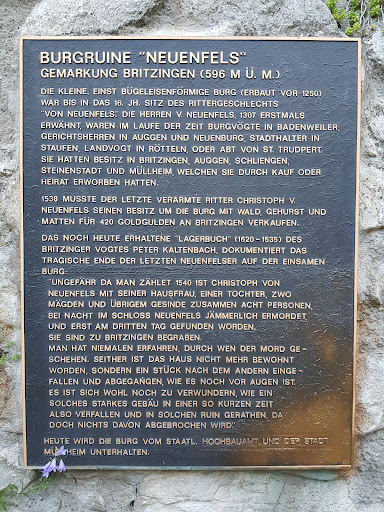 BURGRUINE "NEUENFELS"
GEMARKUNG BRITZINGEN (596 M Ü. M.)
DIE KLEINE, EINST BÜGELEISENFÖRMIGE BURG (ERBAUT VOR 1250)
WAR BIS IN DAS 16. JH. SITZ DES RITTERGESCHLECHTS
"VON NEUENFELS". DIE HERREN V. NEUENFELS, 1307 ERSTMALS
ERWÄHNT, WAREN IM LAUFE DER ZEIT BURGVÖGTE IN BADENWEILER,
GERICHTSHERREN IN AUGGEN UND NEUENBURG, STADTHALTER IN
STAUFEN, LANDVOGT IN RÖTTELN, ODER ABT VON ST. TRUDPERT.
SIE HATTEN BESITZ IN BRITZINGEN, AUGGEN, SCHLIENGEN,
STEINENSTADT UND MÜLLHEIM, WELCHEN SIE DURCH KAUF ODER
HEIRAT ERWORBEN HATTEN.
1538 MUSSTE DER LETZTE VERARMTE RITTER CHRISTOPH V.
NEUENFELS SEINEN BESITZ UM DIE BURG MIT WALD, GEHURST UND
MATTEN FÜR 420 GOLDGULDEN AN BRITZINGEN VERKAUFEN.
DAS NOCH HEUTE ERHALTENE "LAGERBUCH" (1620-1635) DES
BRITZINGER VOGTES PETER KALTENBACH, DOKUMENTIERT DAS
TRAGISCHE ENDE DER LETZTEN NEUENFELSER AUF DER EINSAMEN
BURG:
"UNGEFÄHR DA MAN ZÄHLET 1540 IST CHRISTOPH VON
NEUENFELS MIT SEINER HAUSFRAU, EINER TOCHTER, ZWO
MÄGDEN UND ÜBRIGEM GESINDE ZUSAMMEN ACHT PERSONEN,
BEI NACHT IM SCHLOSS NEUENFELS JÄMMERLICH ERMORDET
UND ERST AM DRITTEN TAG GEFUNDEN WORDEN,
SIE SIND ZU BRITZINGEN BEGRABEN.
MAN HAT NIEMALEN ERFAHREN, DURCH WEN DER MORD GE-
SCHEHEN. SEITHER IST DAS HAUS NICHT MEHR BEWOHNT
WORDEN, SONDERN EIN STÜCK NACH DEM ANDERN EINGE-
FALLEN UND ABGEGANGEN, WIE ES NOCH VOR AUGEN IST.
ES IST SICH WOHL NOCH ZU VERWUNDERN, WIE EIN
SOLCHES STARKES GEBÄU IN EINER SO KURZEN ZEIT
ALSO VERFALLEN UND IN SOLCHEN RUIN GERATHEN, DA
DOCH NICHTS DAVON ABGEBROCHEN WIRD."
HEUTE WIRD DIE BURG VOM STAATL. HOCHBAUAMT UND DER STADT
MÜLLHEIM UNTERHALTEN.